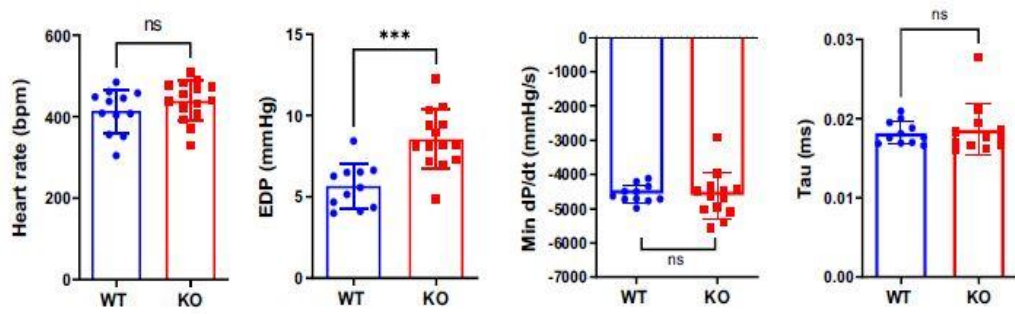 ns
Heart rate (bpm)
600
400
200
0
WT KO
***
EDP (mmHg)
15
10
5
0
WT KO
Min dP/dt (mmHg/s)
0
-1000
-2000
-3000
-4000
-5000
-6000
-7000
ns
WT KO
ns
Tau (ms)
0.03
0.02
0.01
0.00
WT KO